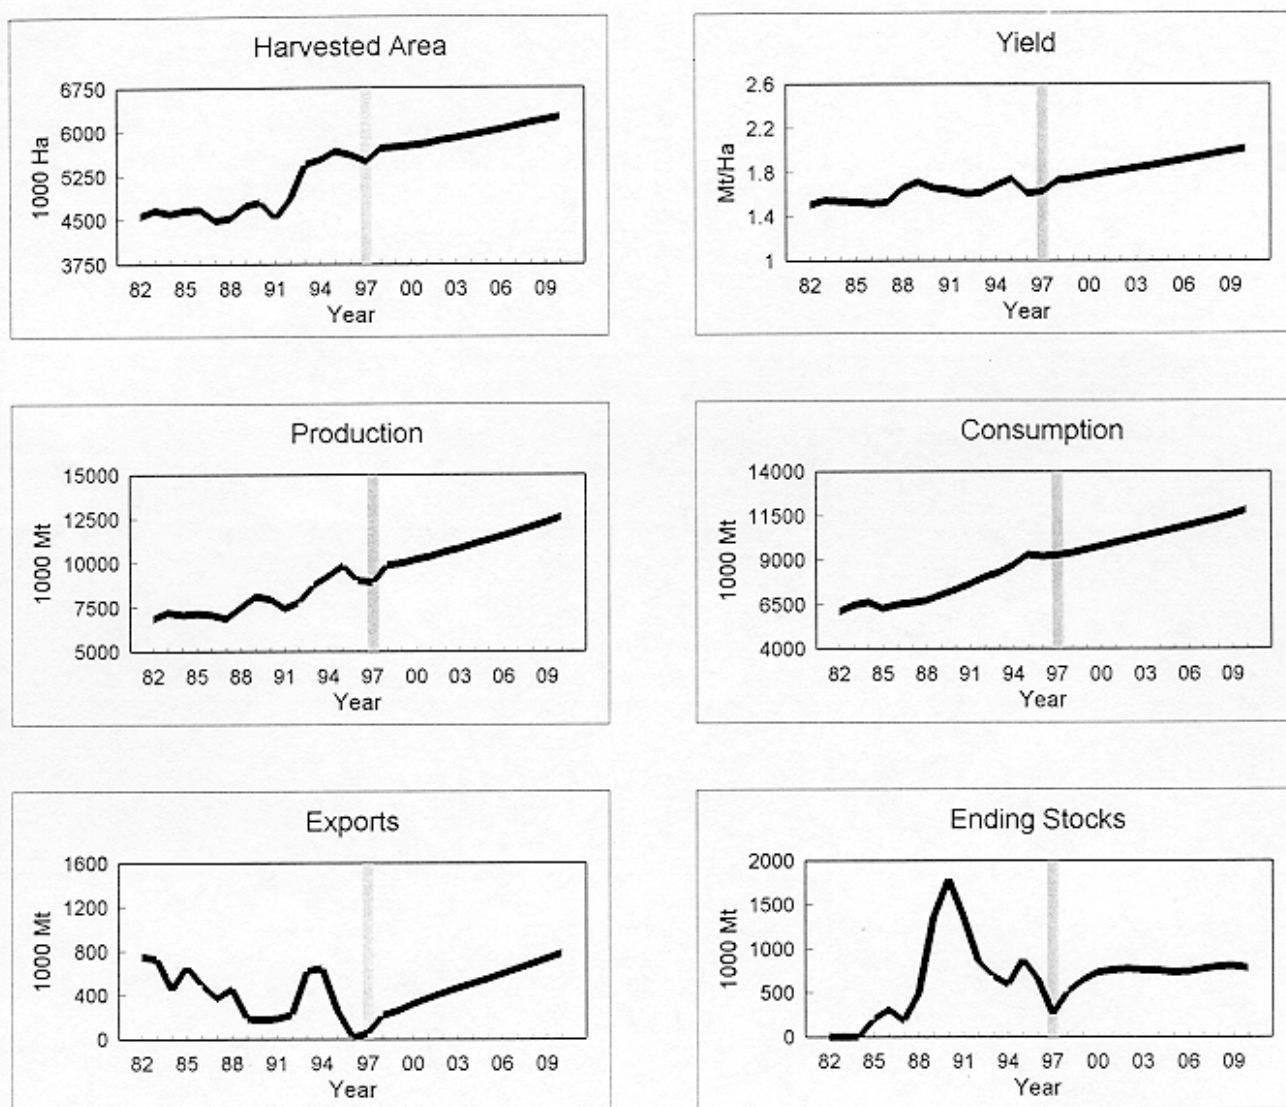 Harvested Area
6750
6000
5250
4500
3750
1000 Ha
82 85 88 91 94 97 00 03 06 09
Year
Yield
2.6
2.2
1.8
1.4
1
Mt/Ha
82 85 88 91 94 97 00 03 06 09
Year
Production
15000
12500
10000
7500
5000
1000 Mt
82 85 88 91 94 97 00 03 06 09
Year
Consumption
14000
11500
9000
6500
4000
1000 Mt
82 85 88 91 94 97 00 03 06 09
Year
Exports
1600
1200
800
400
0
1000 Mt
82 85 88 91 94 97 00 03 06 09
Year
Ending Stocks
2000
1500
1000
500
0
1000 Mt
82 85 88 91 94 97 00 03 06 09
Year